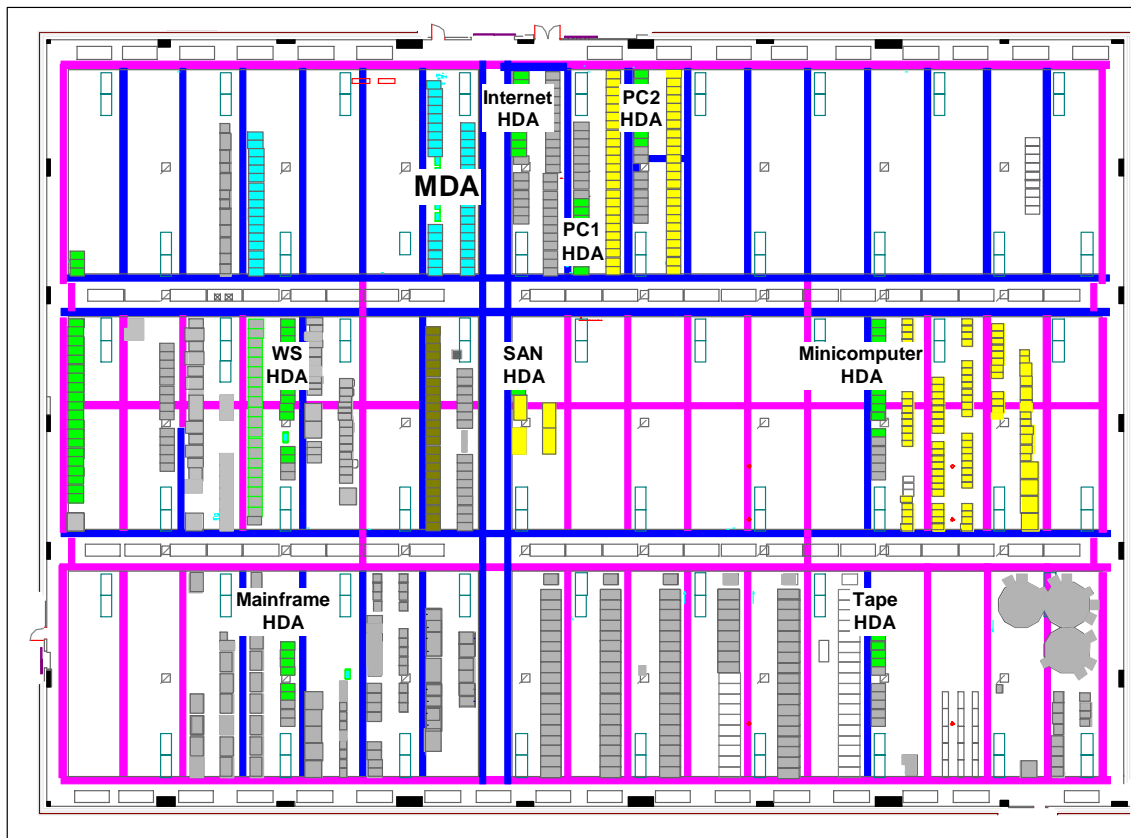 Internet
HDA
PC2
HDA
MDA
PC1
HDA
WS
HDA
SAN
HDA
Minicomputer
HDA
Mainframe
HDA
Tape
HDA